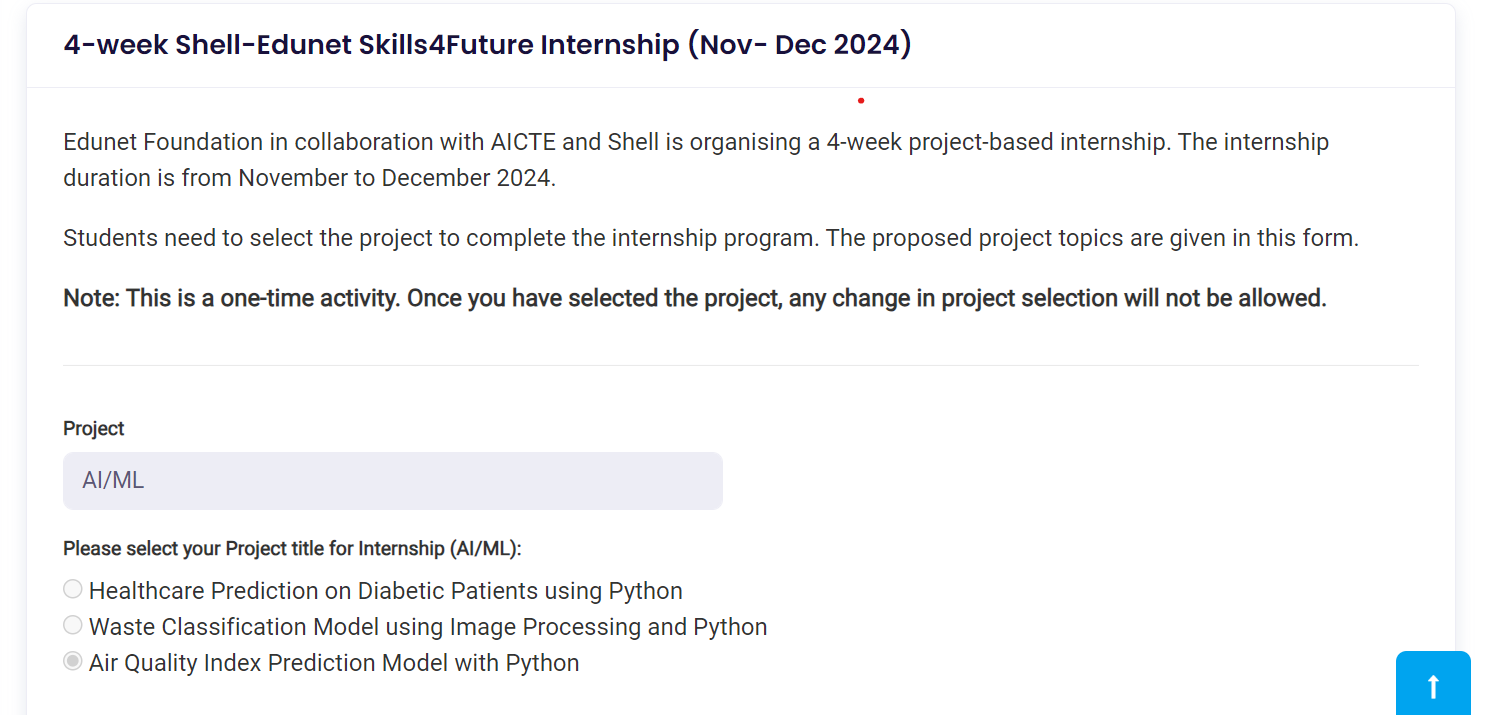 4-week Shell-Edunet Skills4Future Internship (Nov- Dec 2024)
Edunet Foundation in collaboration with AICTE and Shell is organising a 4-week project-based internship. The internship
duration is from November to December 2024.
Students need to select the project to complete the internship program. The proposed project topics are given in this form.
Note: This is a one-time activity. Once you have selected the project, any change in project selection will not be allowed.
Project
AI/ML
Please select your Project title for Internship (AI/ML):
Healthcare Prediction on Diabetic Patients using Python
Waste Classification Model using Image Processing and Python
Air Quality Index Prediction Model with Python